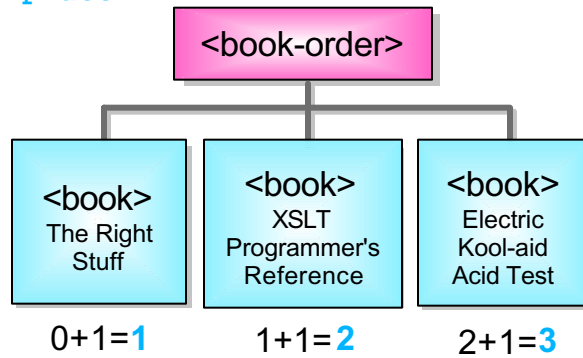 <book-order>
<book>
The Right
Stuff
<book>
XSLT
Programmer's
Reference
<book>
Electric
Kool-aid
Acid Test
0+1=1
1+1=2
2+1=3